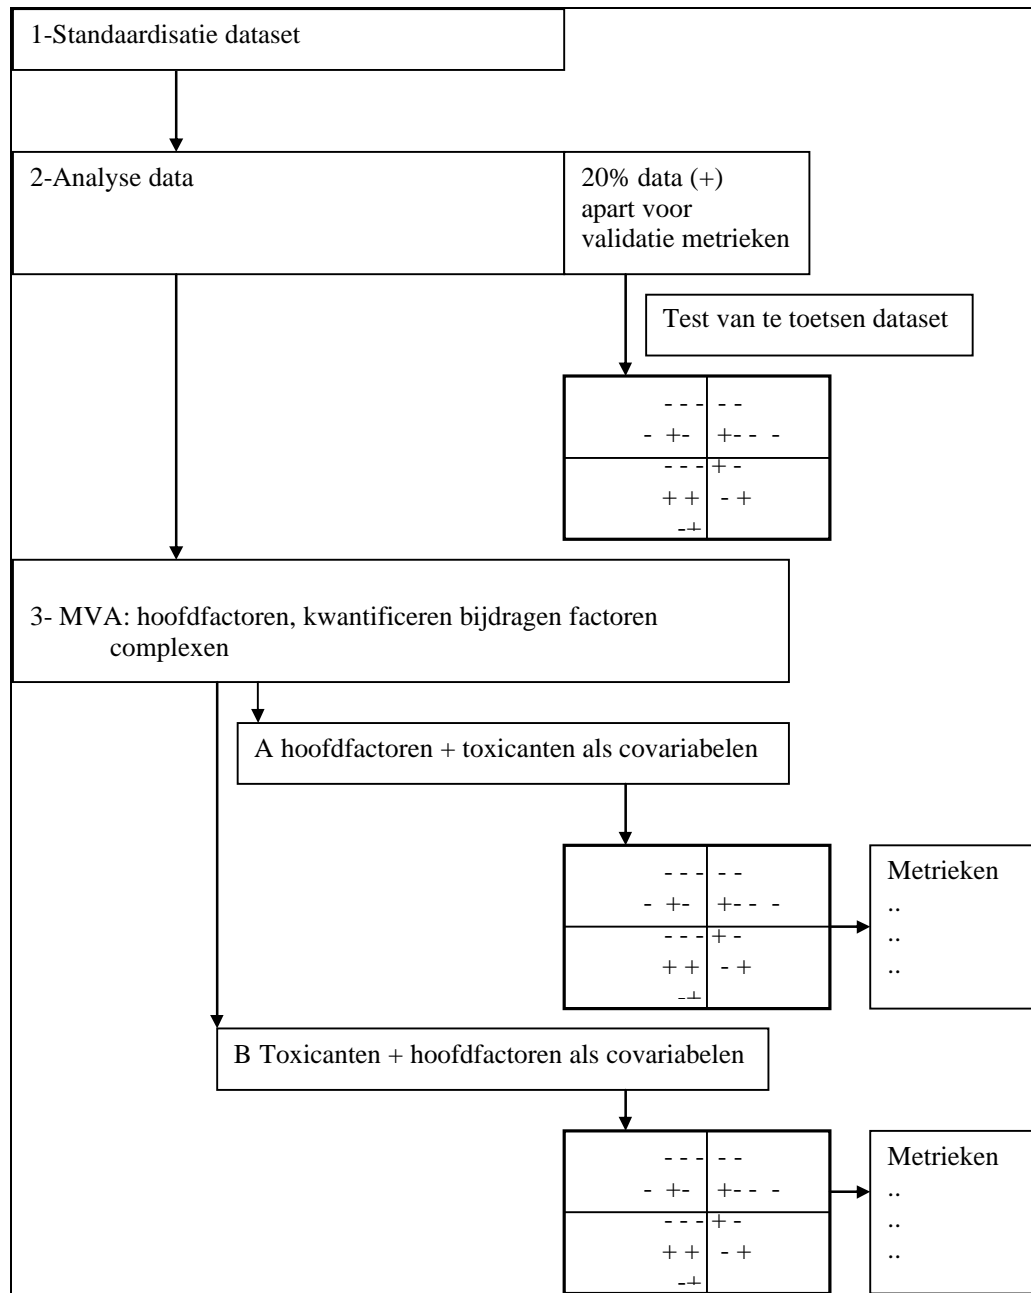 1-Standaardisatie dataset
2-Analyse data
20% data (+)
apart voor
validatie metrieken
Test van te toetsen dataset
- - - - -
- +- +- - -
- - - + -
+ + - +
-+
3- MVA: hoofdfactoren, kwantificeren bijdragen factoren
complexen
A hoofdfactoren + toxicanten als covariabelen
- - - - -
- +- +- - -
- - - + -
+ + - +
-+
Metrieken
..
..
..
B Toxicanten + hoofdfactoren als covariabelen
- - - - -
- +- +- - -
- - - + -
+ + - +
-+
Metrieken
..
..
..